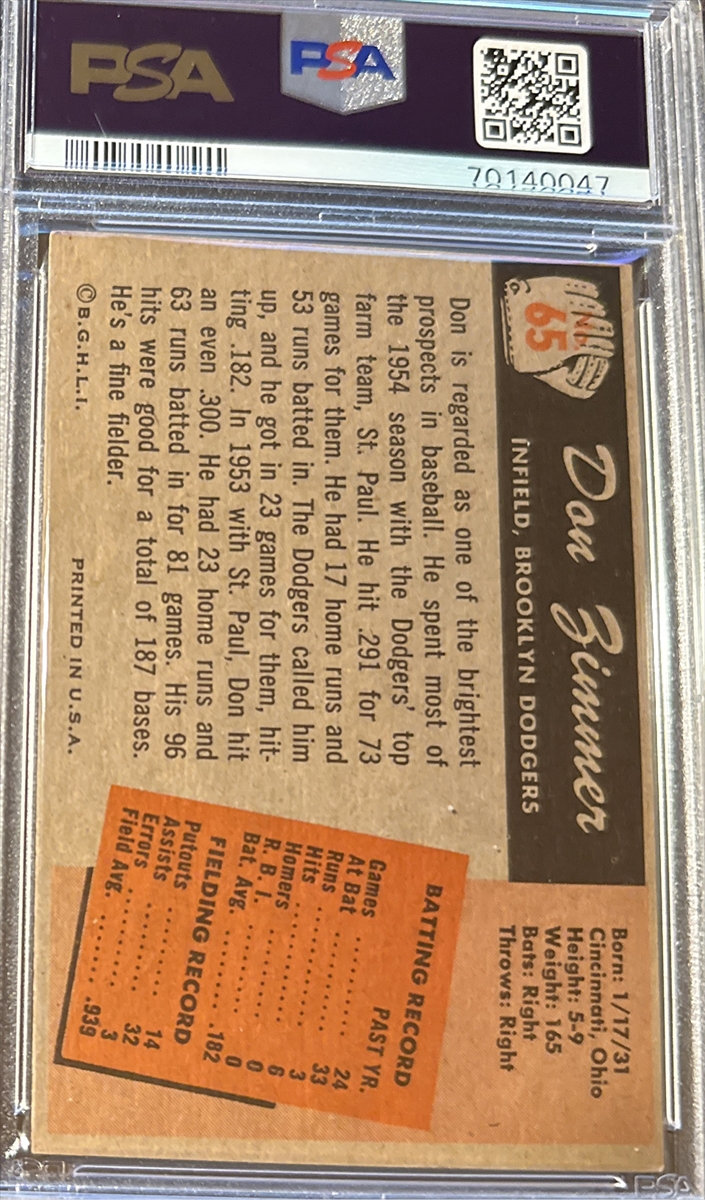 PSA
PSA
70140047
NO.
65
Don Zimmer
INFIELD, BROOKLYN DODGERS
Born: 1/17/31
Cincinnati, Ohio
Height: 5-9
Weight: 165
Bats: Right
Throws: Right
Don is regarded as one of the brightest
prospects in baseball. He spent most of
the 1954 season with the Dodgers' top
farm team, St. Paul. He hit .291 for 73
games for them. He had 17 home runs and
53 runs batted in. The Dodgers called him
up, and he got in 23 games for them, hit-
ting .182. In 1953 with St. Paul, Don hit
an even .300. He had 23 home runs and
63 runs batted in for 81 games. His 96
hits were good for a total of 187 bases.
He's a fine fielder.
©B.G.H.L.I.
PRINTED IN U.S.A.
BATTING RECORD
PAST YR.
Games .......... 24
At Bat .......... 33
Runs .......... 3
Hits .......... 6
Homers .......... 0
R. B. I. .......... 0
Bat. Avg. ........ .182
FIELDING RECORD
Putouts .......... 14
Assists .......... 32
Errors .......... 3
Field Avg. ........ .939
PSA